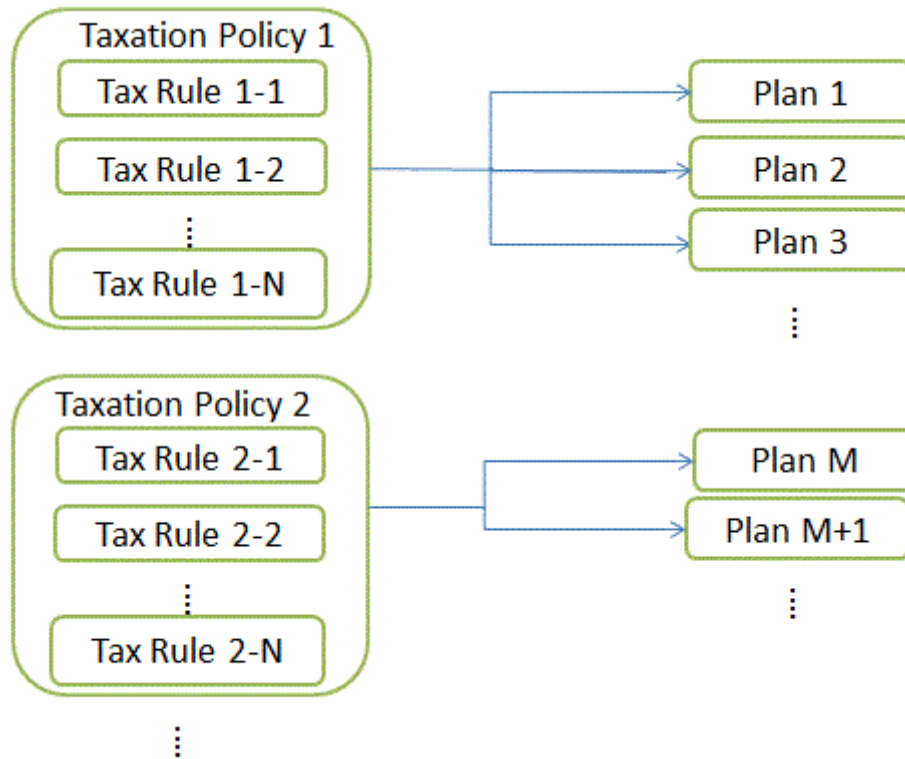 Taxation Policy 1
Tax Rule 1-1
Tax Rule 1-2
Tax Rule 1-N
Plan 1
Plan 2
Plan 3
Taxation Policy 2
Tax Rule 2-1
Tax Rule 2-2
Tax Rule 2-N
Plan M
Plan M+1